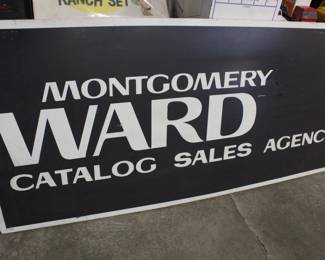 RANCH SET
MONTGOMERY
WARD
CATALOG SALES AGENC